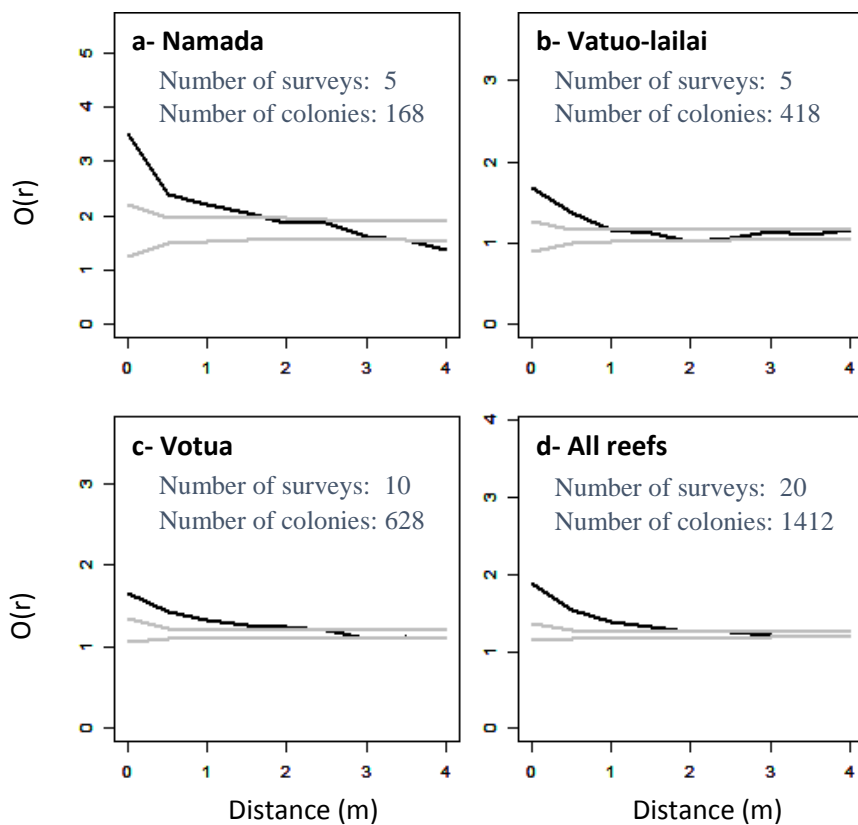 a- Namada
Number of surveys: 5
Number of colonies: 168
O(r)
5
4
3
2
1
0
0 1 2 3 4
b- Vatuo-lailai
Number of surveys: 5
Number of colonies: 418
3
2
1
0
0 1 2 3 4
c- Votua
Number of surveys: 10
Number of colonies: 628
O(r)
3
2
1
0
0 1 2 3 4
Distance (m)
d- All reefs
Number of surveys: 20
Number of colonies: 1412
4
3
2
1
0
0 1 2 3 4
Distance (m)